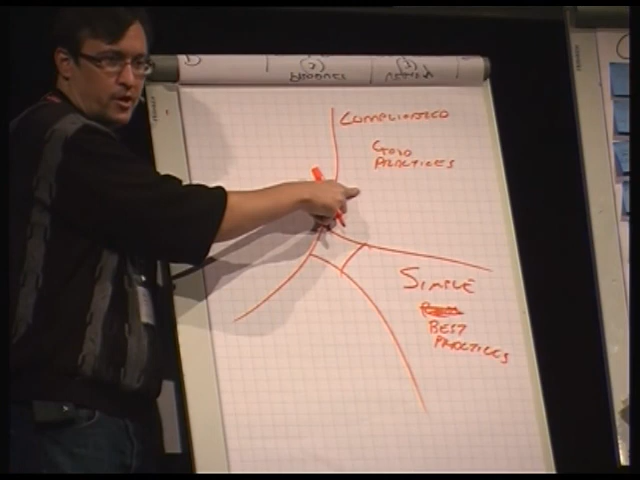 COMPLICATED
GOOD
PRACTICES
SIMPLE
BEST
PRACTICES